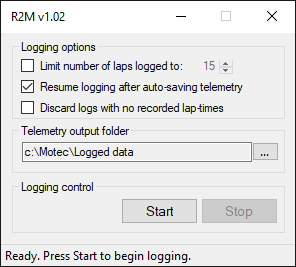 R2M v1.02
Logging options
Limit number of laps logged to: 15
Resume logging after auto-saving telemetry
Discard logs with no recorded lap-times
Telemetry output folder
c:\Motec\Logged data ...
Logging control
Start Stop
Ready. Press Start to begin logging.